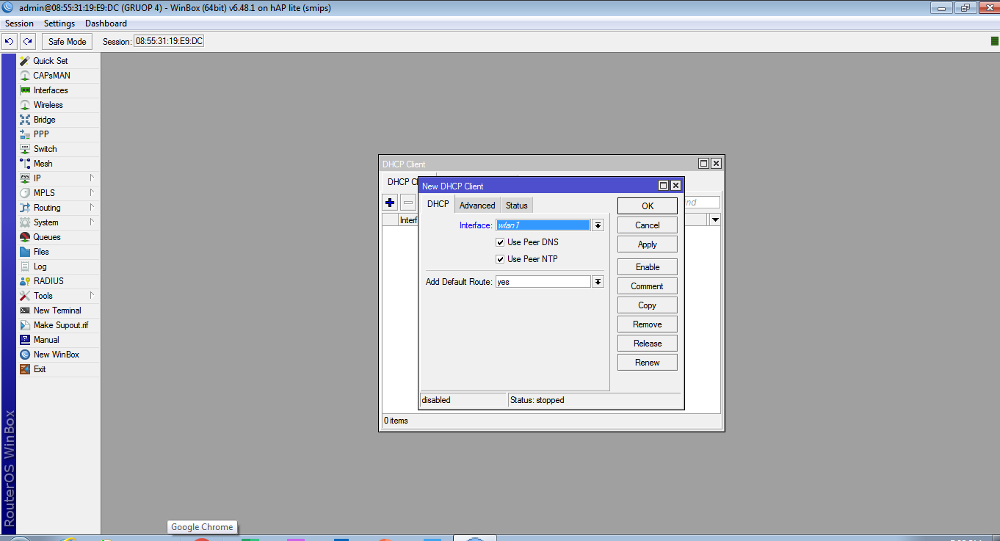 admin@08:55:31:19:E9:DC (GRUOP 4) - WinBox (64bit) v6.48.1 on hAP lite (smips)
Session Settings Dashboard
Safe Mode Session: 08:55:31:19:E9:DC
Quick Set
CAPsMAN
Interfaces
Wireless
Bridge
PPP
Switch
Mesh
IP
MPLS
Routing
System
Queues
Files
Log
RADIUS
Tools
New Terminal
Make Supout.rif
Manual
New WinBox
Exit
RouterOS WinBox
DHCP Client
DHCP Cl
Interf
New DHCP Client
DHCP Advanced Status
Interface: wlan1
Use Peer DNS
Use Peer NTP
Add Default Route: yes
OK
Cancel
Apply
Enable
Comment
Copy
Remove
Release
Renew
disabled Status: stopped
0 items
Google Chrome